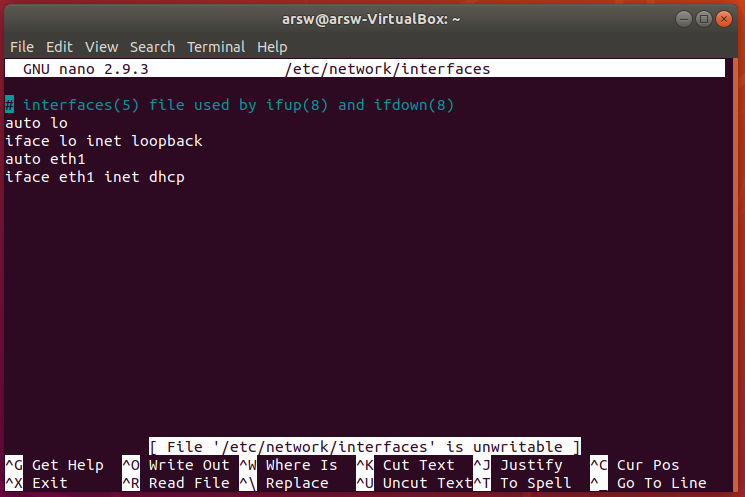 arsw@arsw-VirtualBox: ~
File Edit View Search Terminal Help
GNU nano 2.9.3 /etc/network/interfaces
# interfaces(5) file used by ifup(8) and ifdown(8)
auto lo
iface lo inet loopback
auto eth1
iface eth1 inet dhcp
[ File '/etc/network/interfaces' is unwritable ]
^G Get Help ^O Write Out ^W Where Is ^K Cut Text ^J Justify ^C Cur Pos
^X Exit ^R Read File ^\ Replace ^U Uncut Text ^T To Spell ^_ Go To Line